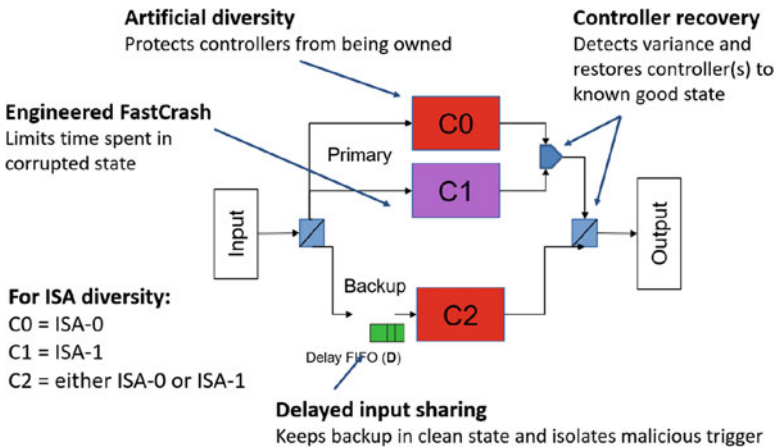 Artificial diversity
Protects controllers from being owned
Controller recovery
Detects variance and
restores controller(s) to
known good state
Engineered FastCrash
Limits time spent in
corrupted state
C0
Primary
C1
Input
Output
Backup
C2
Delay FIFO (D)
For ISA diversity:
C0 = ISA-0
C1 = ISA-1
C2 = either ISA-0 or ISA-1
Delayed input sharing
Keeps backup in clean state and isolates malicious trigger